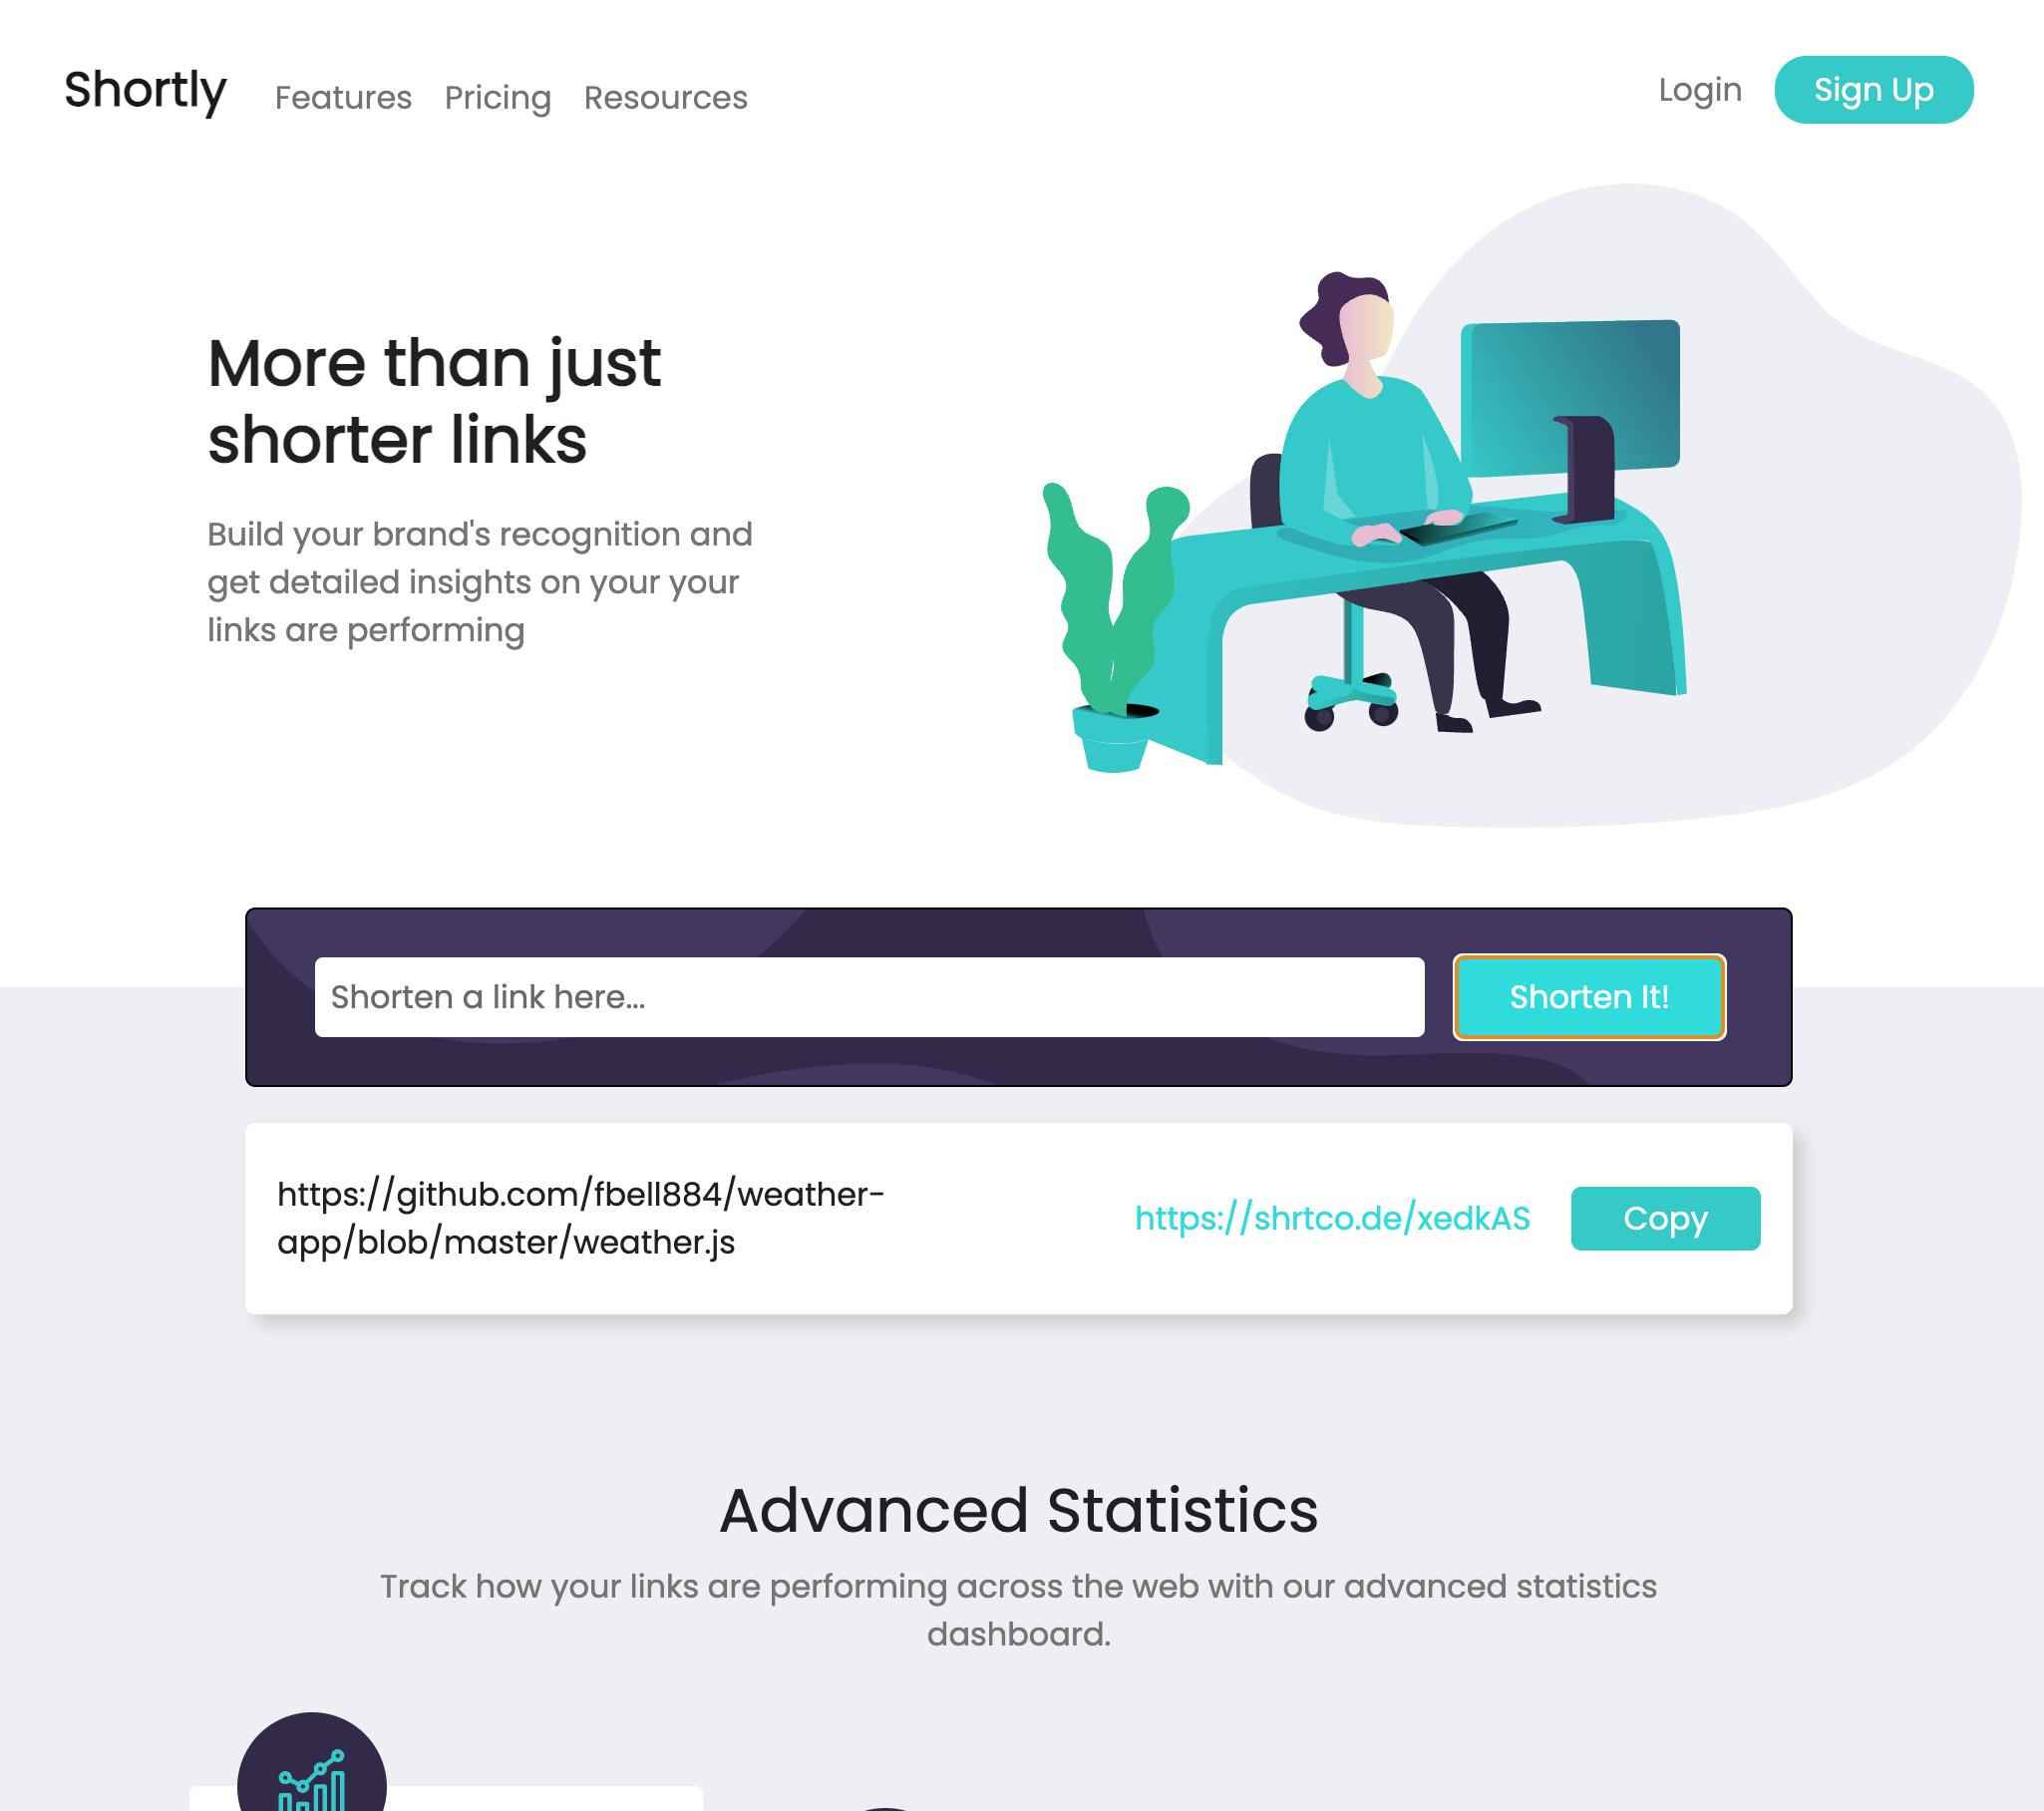 Shortly
Features Pricing Resources
Login
Sign Up
More than just
shorter links
Build your brand's recognition and
get detailed insights on your your
links are performing
Shorten a link here...
Shorten It!
https://github.com/fbell884/weather-
app/blob/master/weather.js
https://shrtco.de/xedkAS
Copy
Advanced Statistics
Track how your links are performing across the web with our advanced statistics
dashboard.